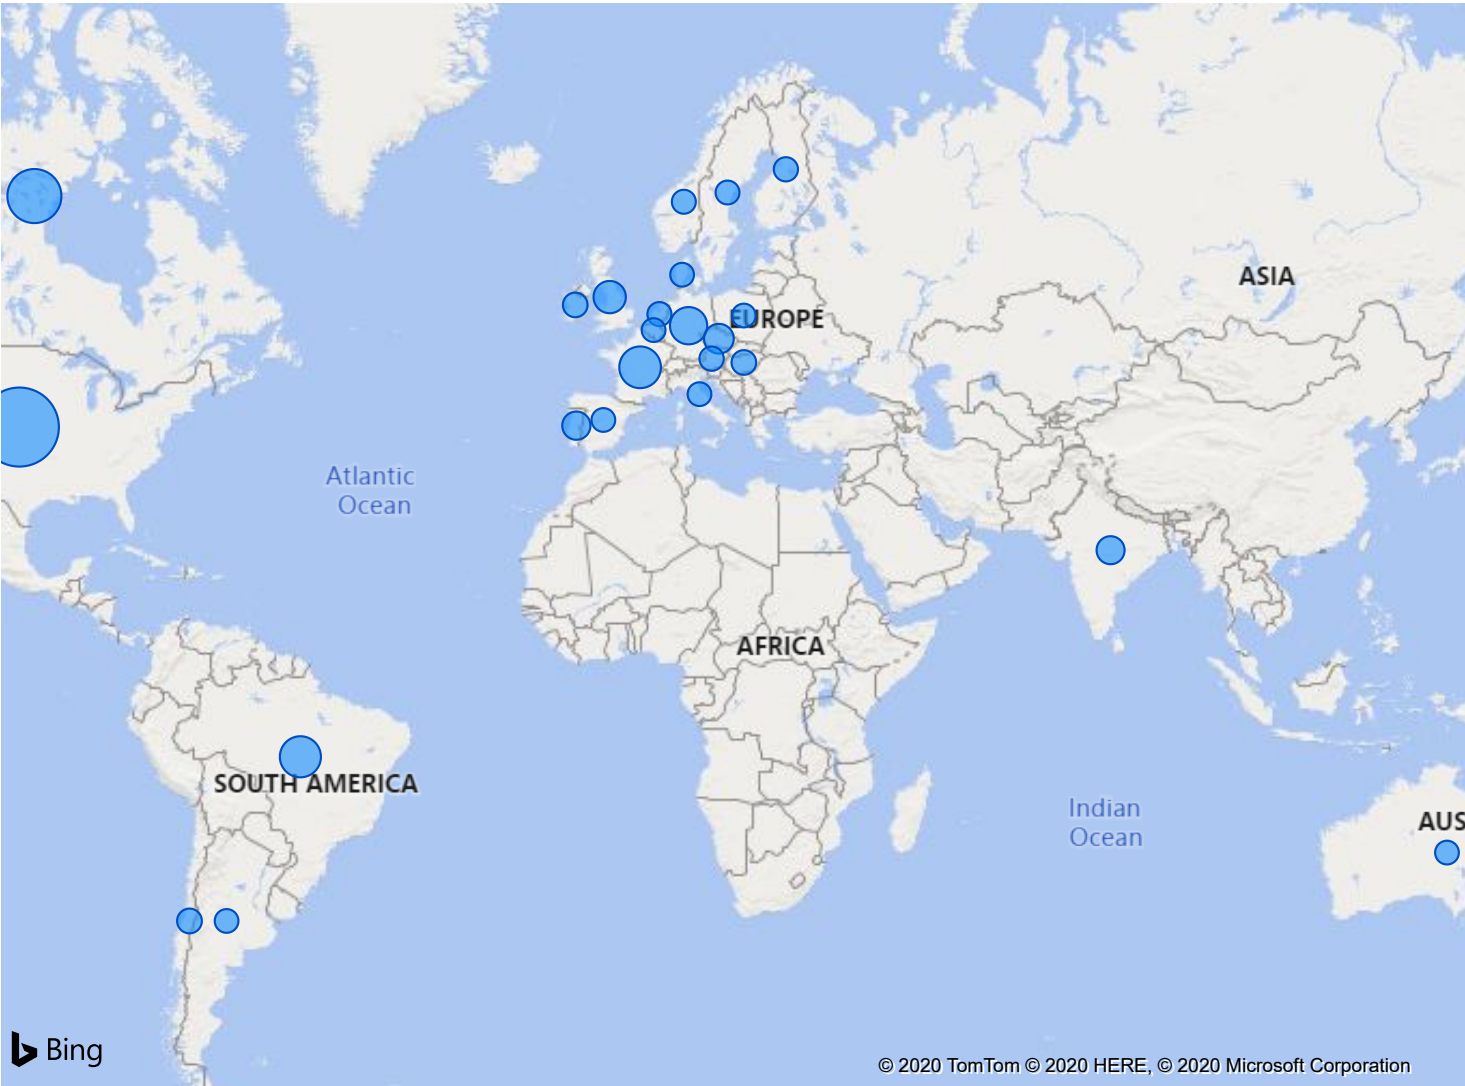 ASIA
EUROPE
Atlantic
Ocean
AFRICA
SOUTH AMERICA
Indian
Ocean
AUS
Bing
© 2020 TomTom © 2020 HERE, © 2020 Microsoft Corporation